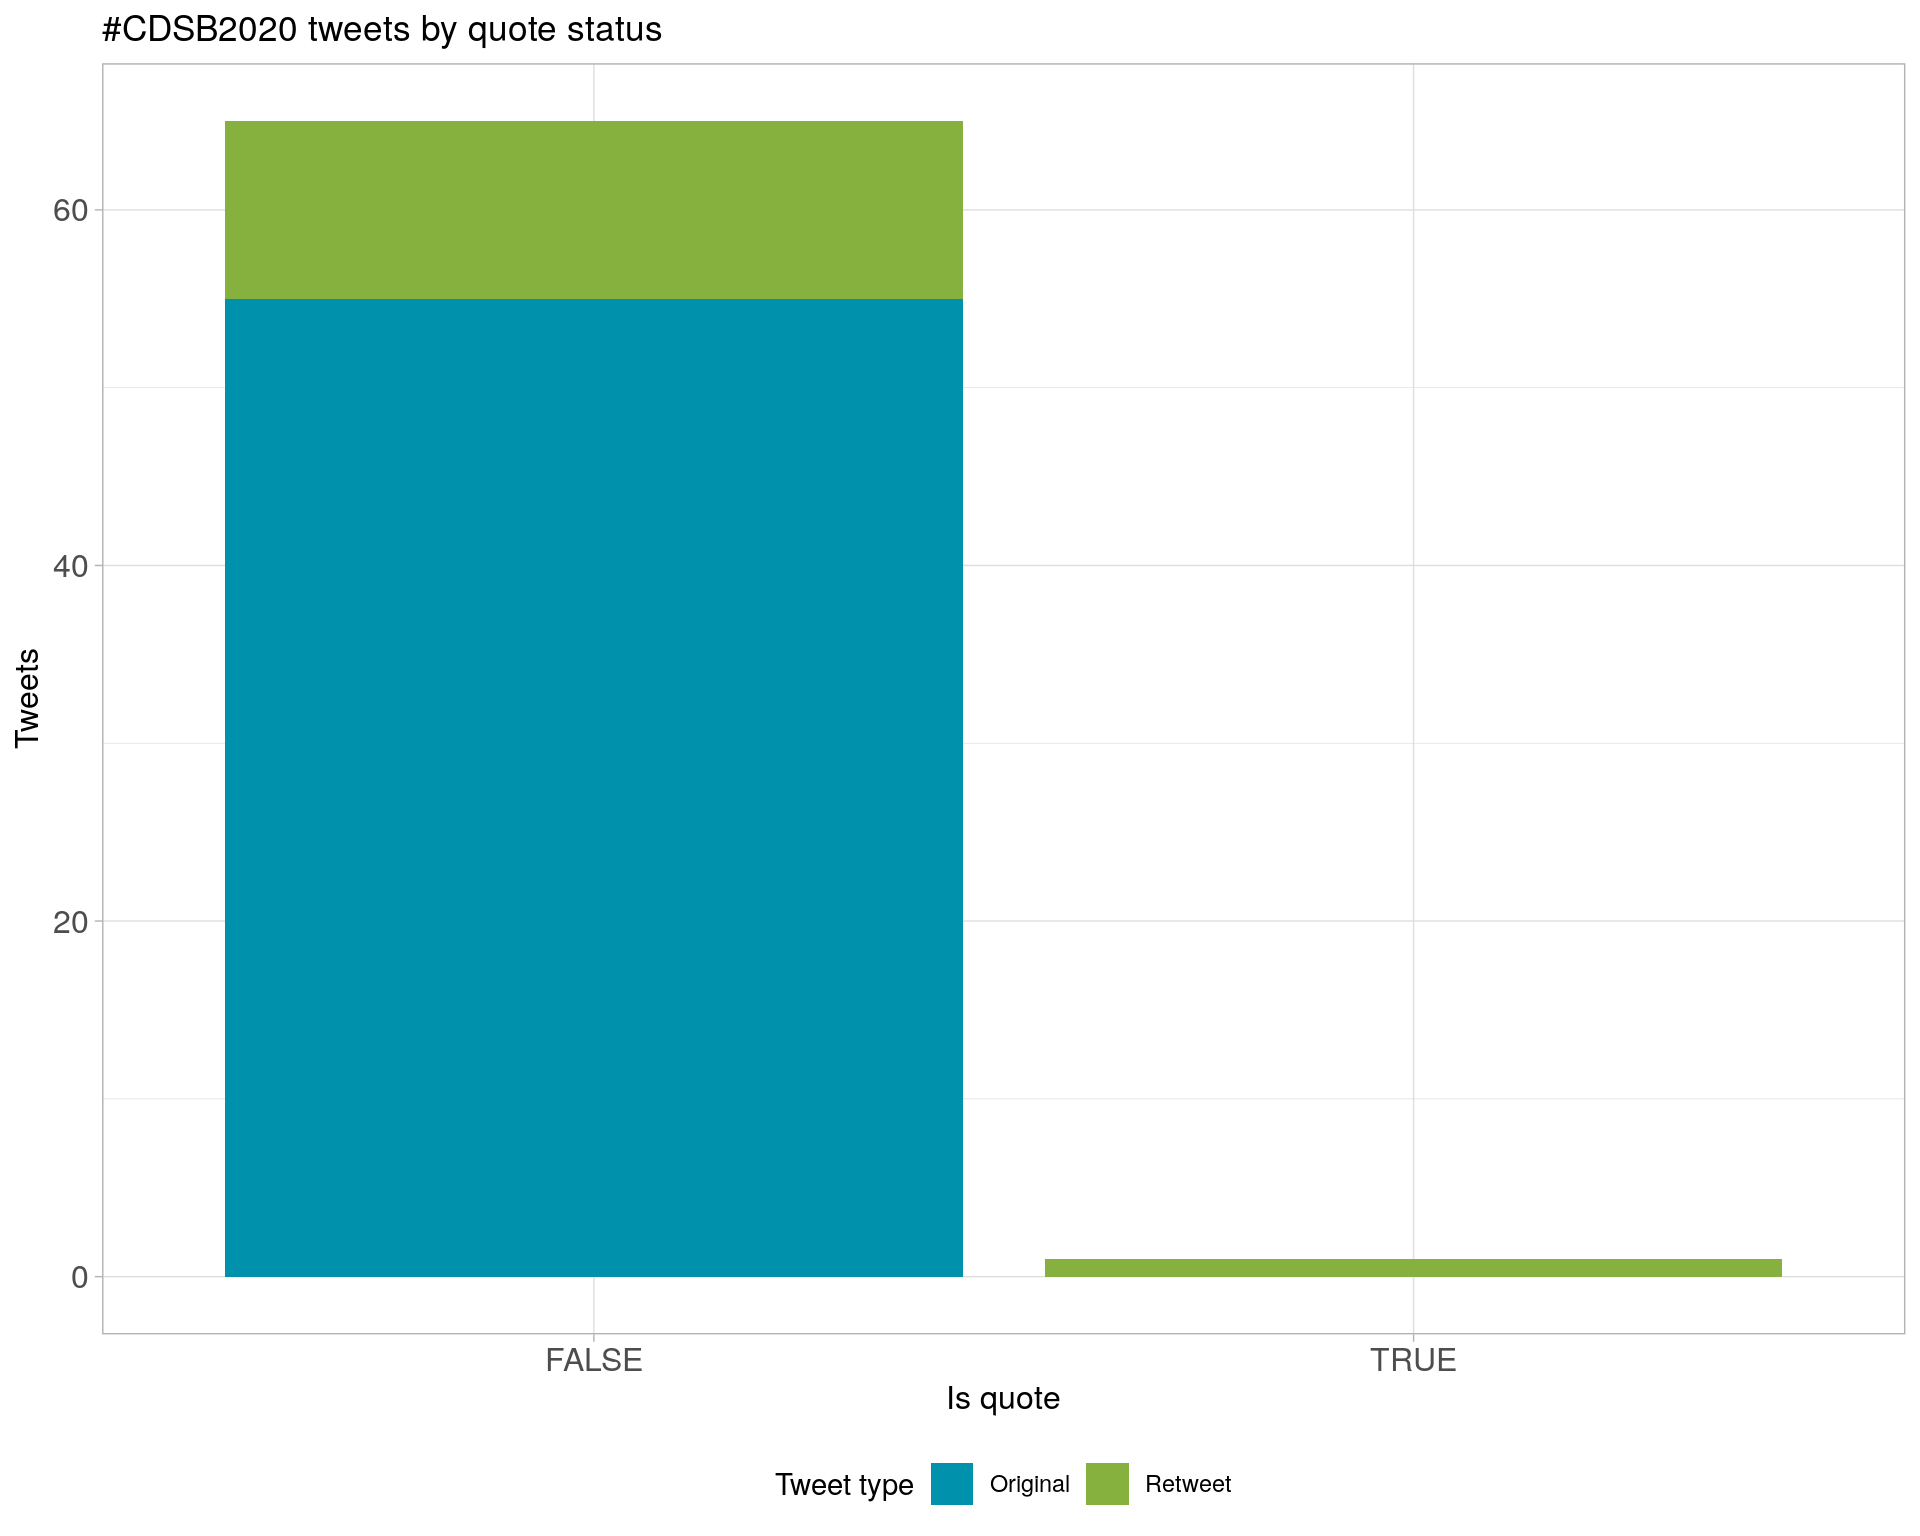 #CDSB2020 tweets by quote status
60
40
20
0
Tweets
FALSE
TRUE
Is quote
Tweet type
Original
Retweet